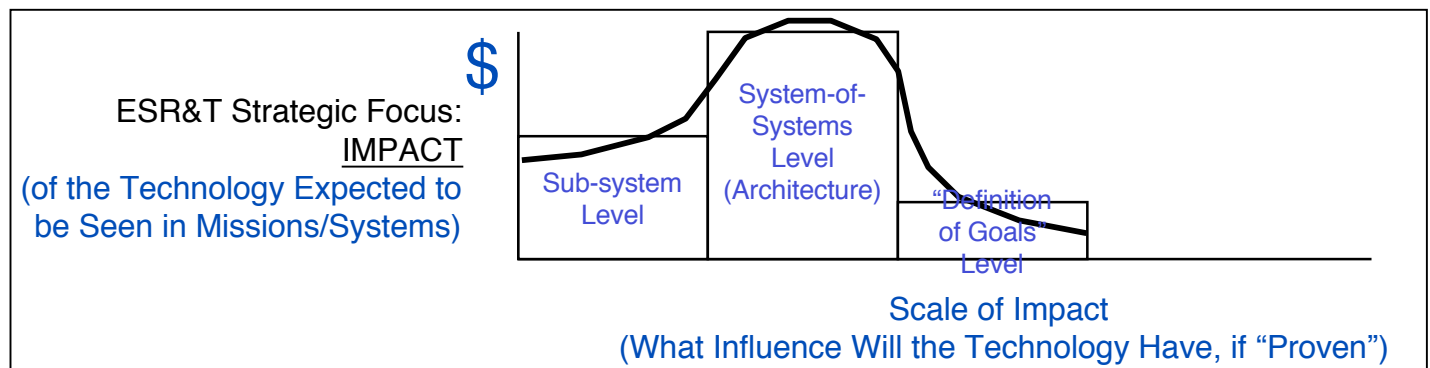 ESR&T Strategic Focus:
IMPACT
(of the Technology Expected to
be Seen in Missions/Systems)
$
Sub-system
Level
System-of-
Systems
Level
(Architecture)
“Definition
of Goals”
Level
Scale of Impact
(What Influence Will the Technology Have, if “Proven”)